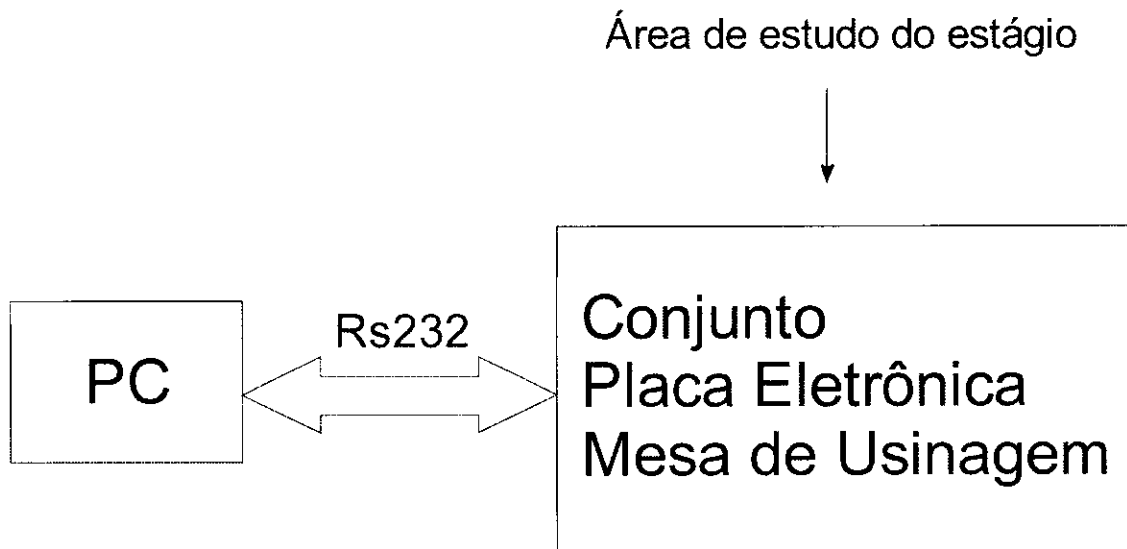 Área de estudo do estágio
PC
Rs232
Conjunto
Placa Eletrônica
Mesa de Usinagem